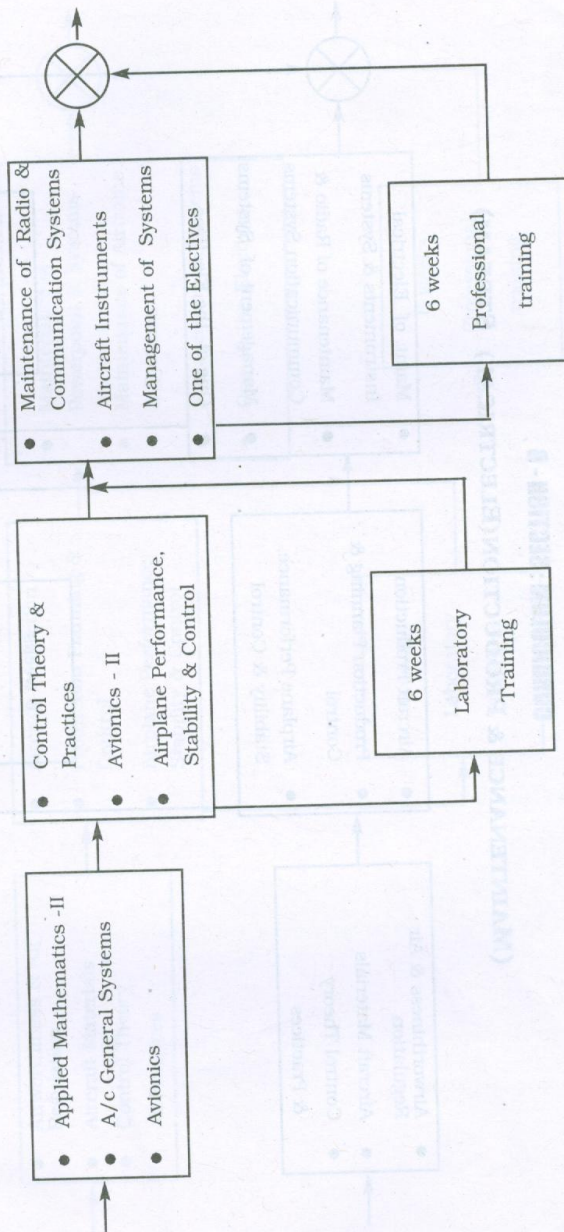 Applied Mathematics -II
A/c General Systems
Avionics
Control Theory &
Practices
Avionics - II
Airplane Performance,
Stability & Control
6 weeks
Laboratory
Training
Maintenance of Radio &
Communication Systems
Aircraft Instruments
Management of Systems
One of the Electives
6 weeks
Professional
training